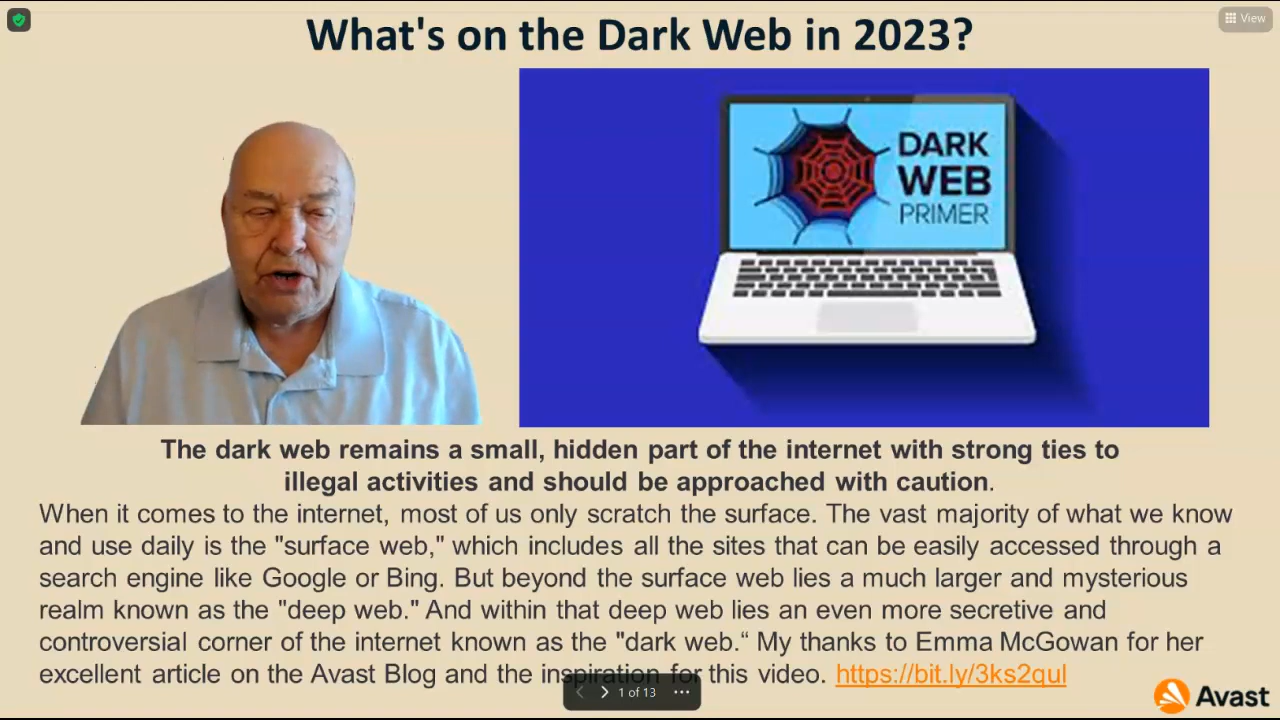 What's on the Dark Web in 2023?
View
DARK
WEB
PRIMER
The dark web remains a small, hidden part of the internet with strong ties to
illegal activities and should be approached with caution.
When it comes to the internet, most of us only scratch the surface. The vast majority of what we know
and use daily is the "surface web," which includes all the sites that can be easily accessed through a
search engine like Google or Bing. But beyond the surface web lies a much larger and mysterious
realm known as the "deep web." And within that deep web lies an even more secretive and
controversial corner of the internet known as the "dark web.“ My thanks to Emma McGowan for her
excellent article on the Avast Blog and the inspiration for this video. https://bit.ly/3ks2quI
1 of 13
Avast